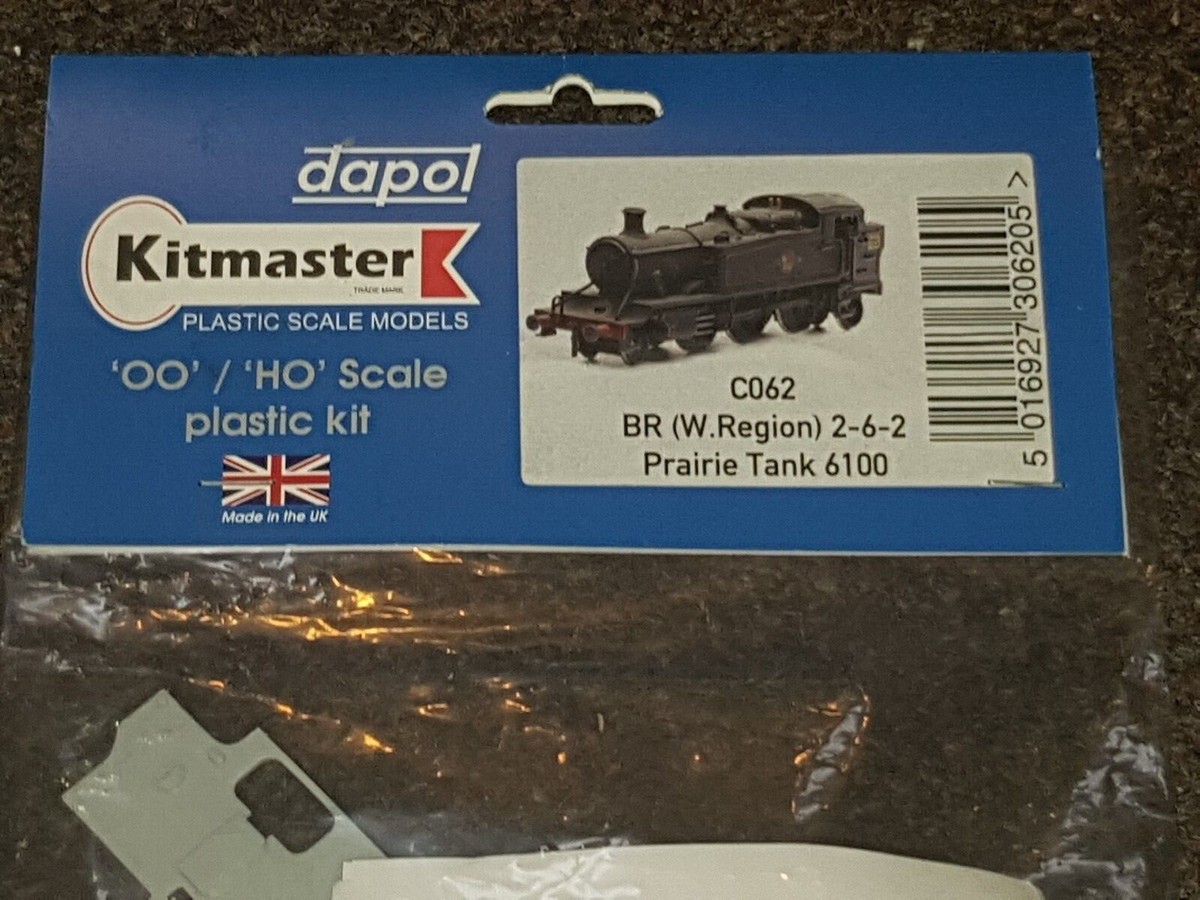 dapol
Kitmaster
TRADE MARK
PLASTIC SCALE MODELS
'OO' / 'HO' Scale
plastic kit
Made in the UK
C062
BR (W.Region) 2-6-2
Prairie Tank 6100
5 016927 306205 >